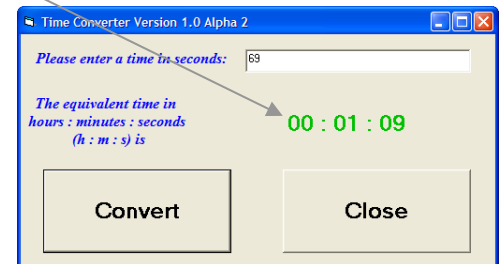 Time Converter Version 1.0 Alpha 2
Please enter a time in seconds: 69
The equivalent time in
hours : minutes : seconds
(h : m : s) is
00 : 01 : 09
Convert Close